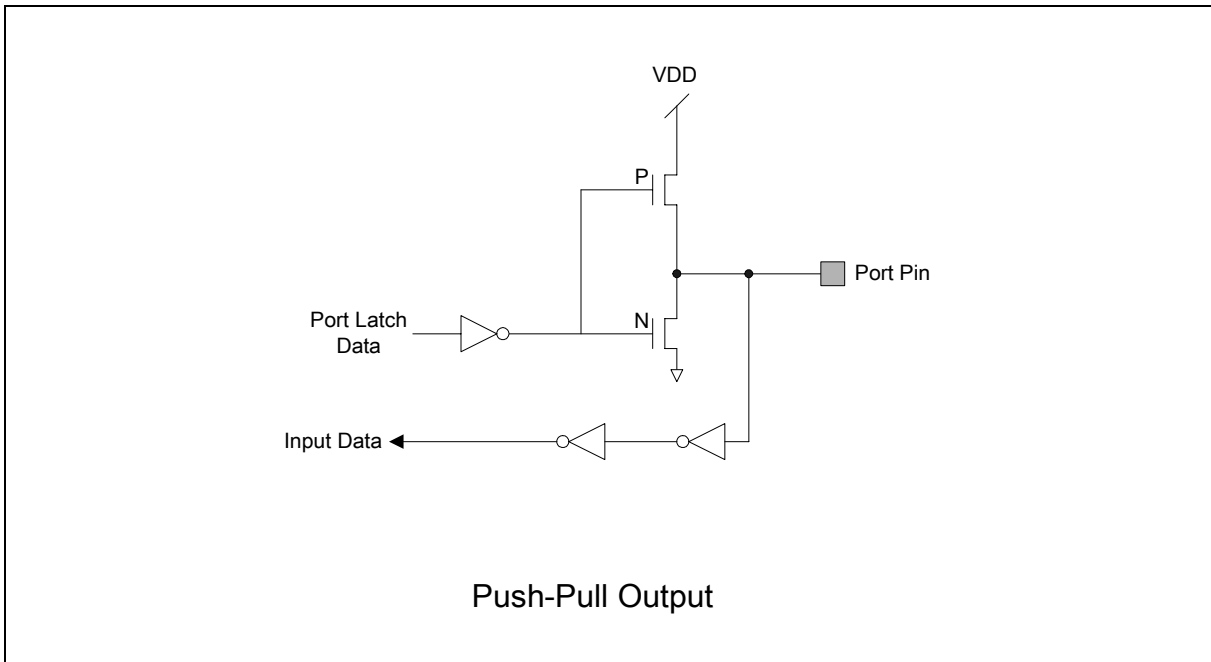 VDD
P
Port Pin
N
Port Latch
Data
Input Data
Push-Pull Output